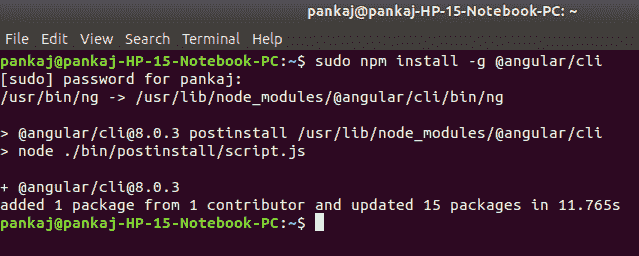 pankaj@pankaj-HP-15-Notebook-PC: ~
File Edit View Search Terminal Help
pankaj@pankaj-HP-15-Notebook-PC:~$ sudo npm install -g @angular/cli
[sudo] password for pankaj:
/usr/bin/ng -> /usr/lib/node_modules/@angular/cli/bin/ng
> @angular/cli@8.0.3 postinstall /usr/lib/node_modules/@angular/cli
> node ./bin/postinstall/script.js
+ @angular/cli@8.0.3
added 1 package from 1 contributor and updated 15 packages in 11.765s
pankaj@pankaj-HP-15-Notebook-PC:~$